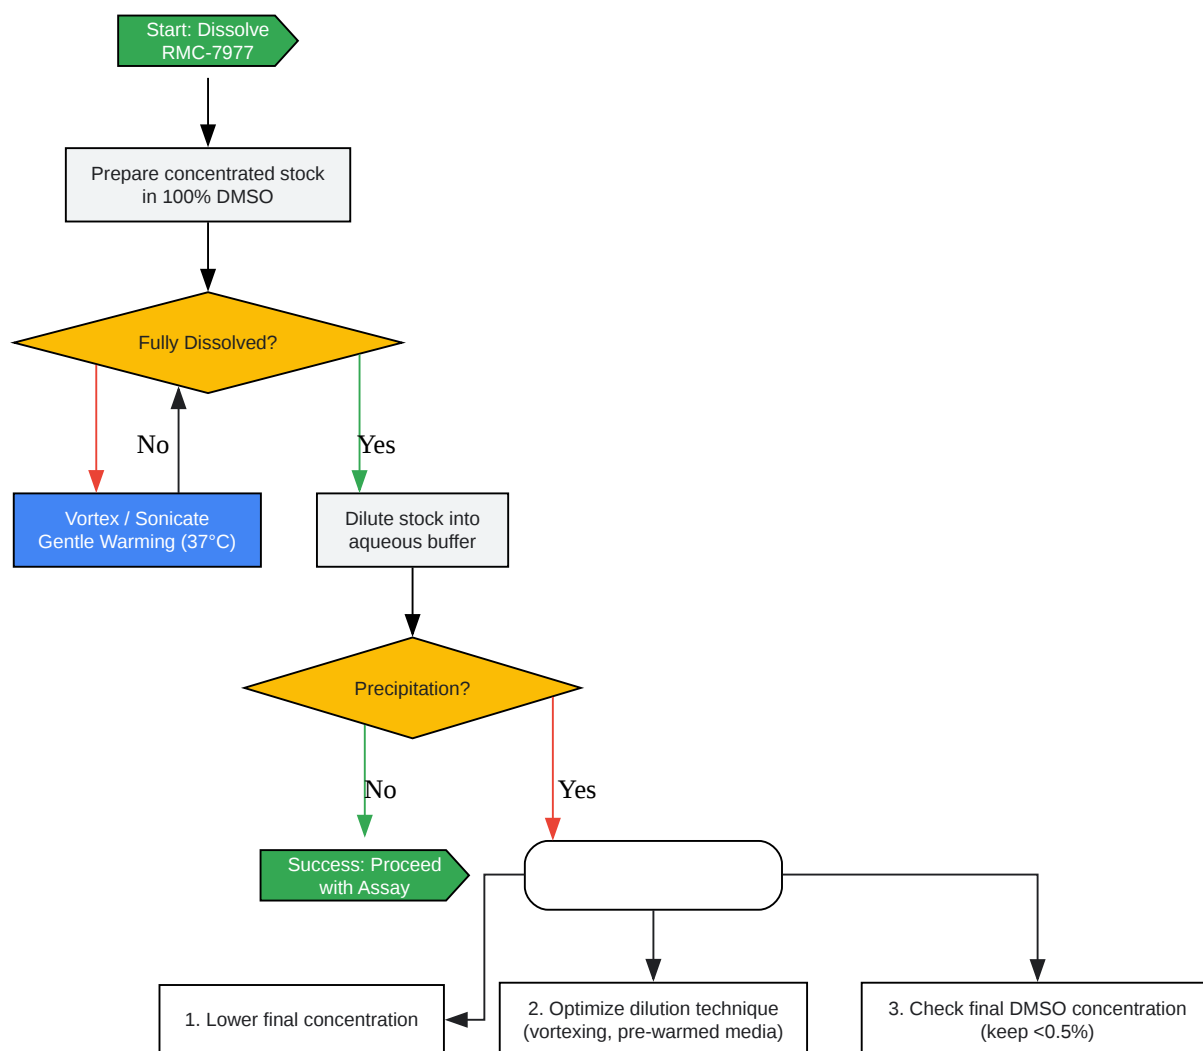 Start: Dissolve
RMC-7977
Prepare concentrated stock
in 100% DMSO
Fully Dissolved?
No
Yes
Vortex / Sonicate
Gentle Warming (37°C)
Dilute stock into
aqueous buffer
Precipitation?
No
Yes
Success: Proceed
with Assay
1. Lower final concentration
2. Optimize dilution technique
(vortexing, pre-warmed media)
3. Check final DMSO concentration
(keep <0.5%)